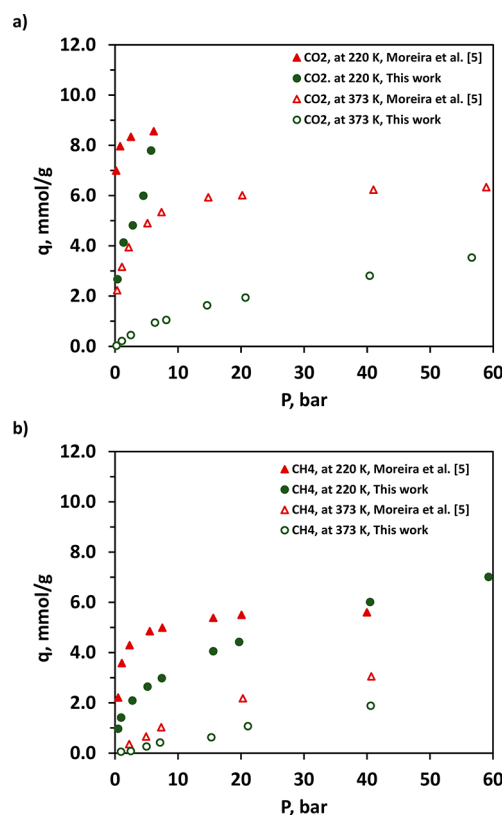 a)
12.0
10.0
8.0
6.0
4.0
2.0
0.0
q, mmol/g
CO2, at 220 K, Moreira et al. [5]
CO2. at 220 K, This work
CO2, at 373 K, Moreira et al. [5]
CO2, at 373 K, This work
0 10 20 30 40 50 60
P, bar
b)
12.0
10.0
8.0
6.0
4.0
2.0
0.0
q, mmol/g
CH4, at 220 K, Moreira et al. [5]
CH4, at 220 K, This work
CH4, at 373 K, Moreira et al. [5]
CH4, at 373 K, This work
0 10 20 30 40 50 60
P, bar